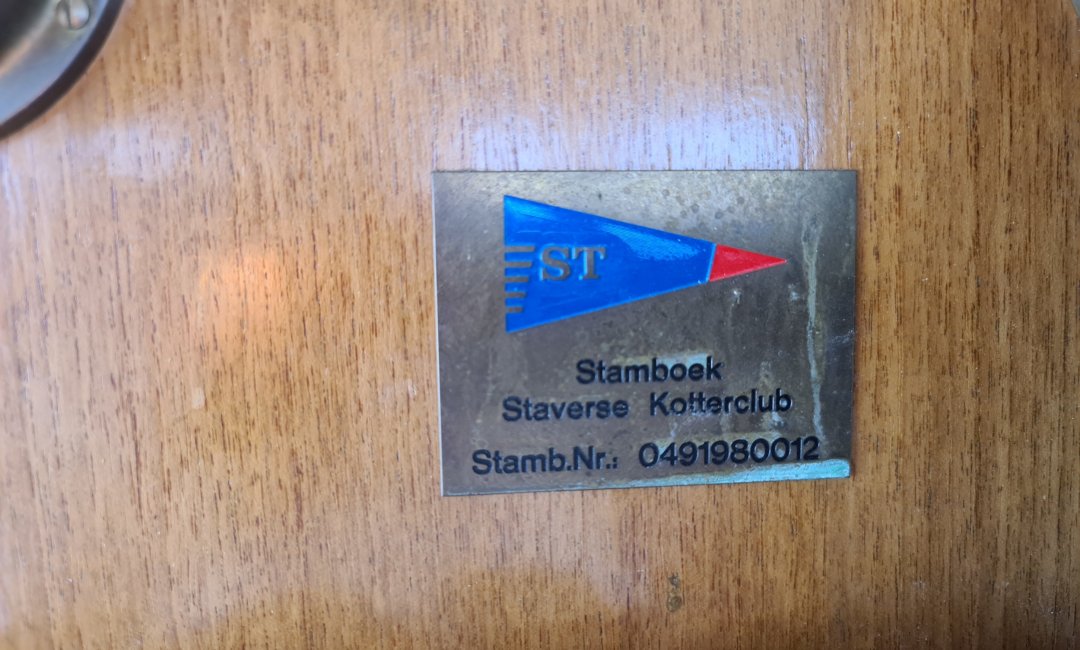 ST
Stamboek
Staverse Kotterclub
Stamb.Nr.: 0491980012